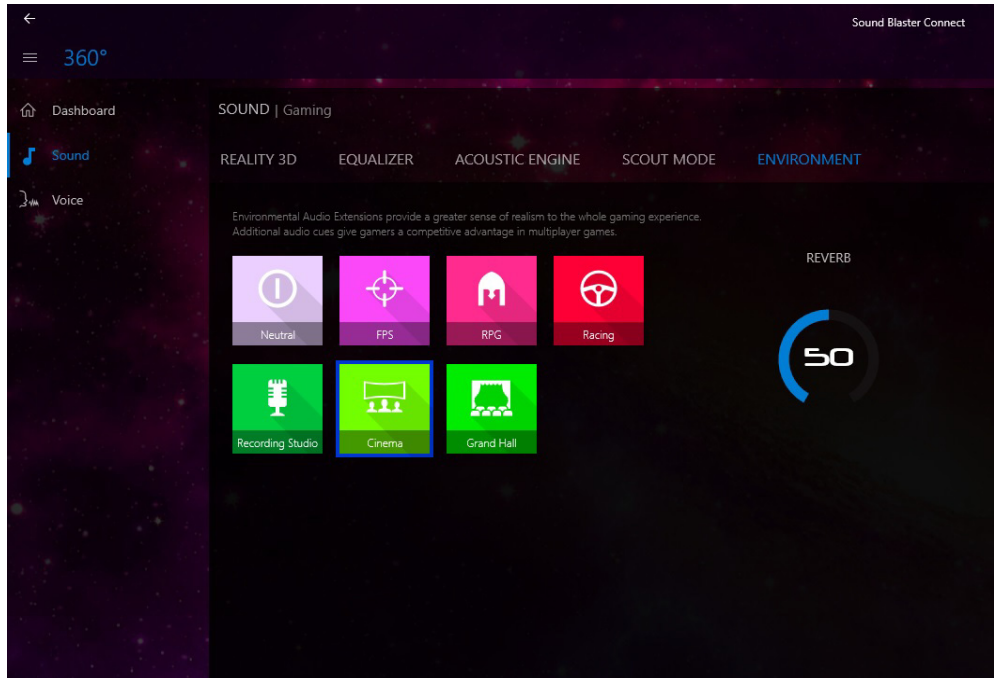 Sound Blaster Connect
360°
Dashboard
Sound
Voice
SOUND | Gaming
REALITY 3D
EQUALIZER
ACOUSTIC ENGINE
SCOUT MODE
ENVIRONMENT
Environmental Audio Extensions provide a greater sense of realism to the whole gaming experience.
Additional audio cues give gamers a competitive advantage in multiplayer games.
Neutral
FPS
RPG
Racing
Recording Studio
Cinema
Grand Hall
REVERB
50